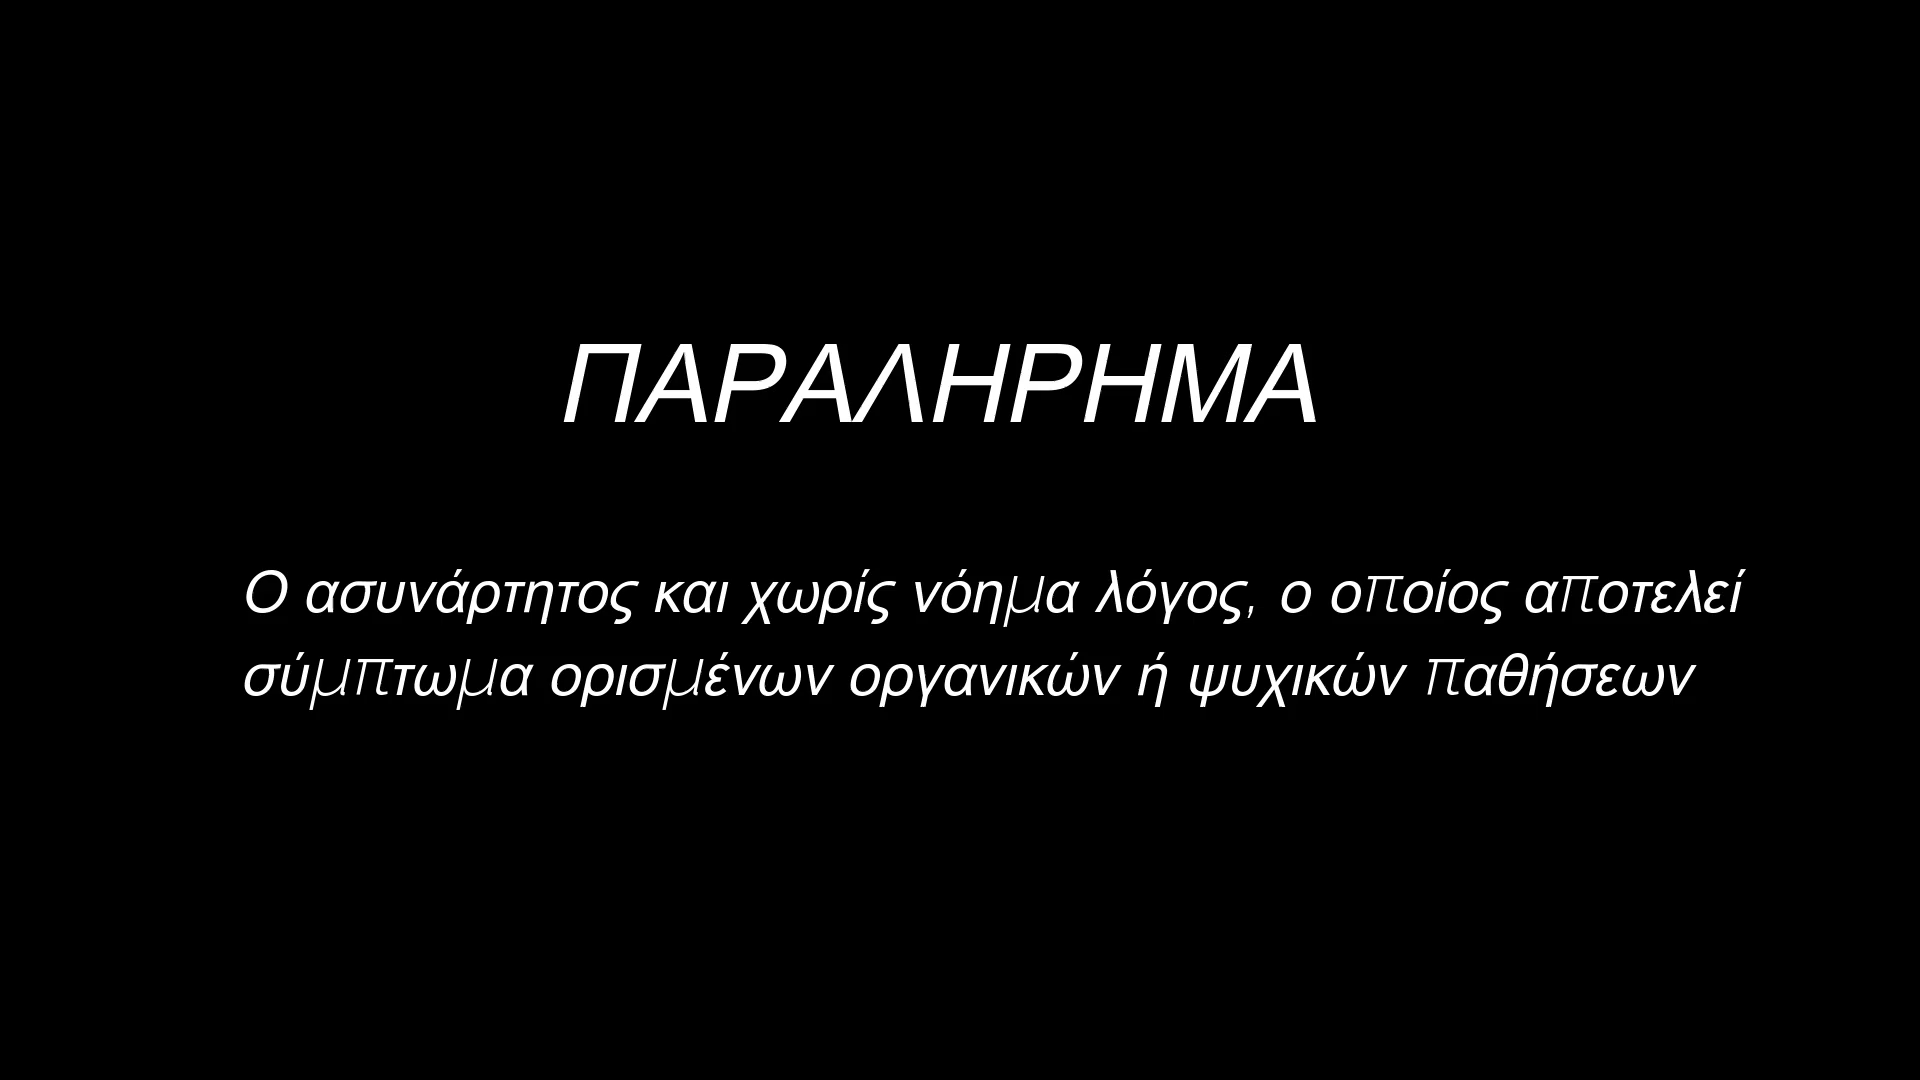 ΠΑΡΑΛΗΡΗΜΑ
Ο ασυνάρτητος και χωρίς νόημα λόγος, ο οποίος αποτελεί
σύμπτωμα ορισμένων οργανικών ή ψυχικών παθήσεων